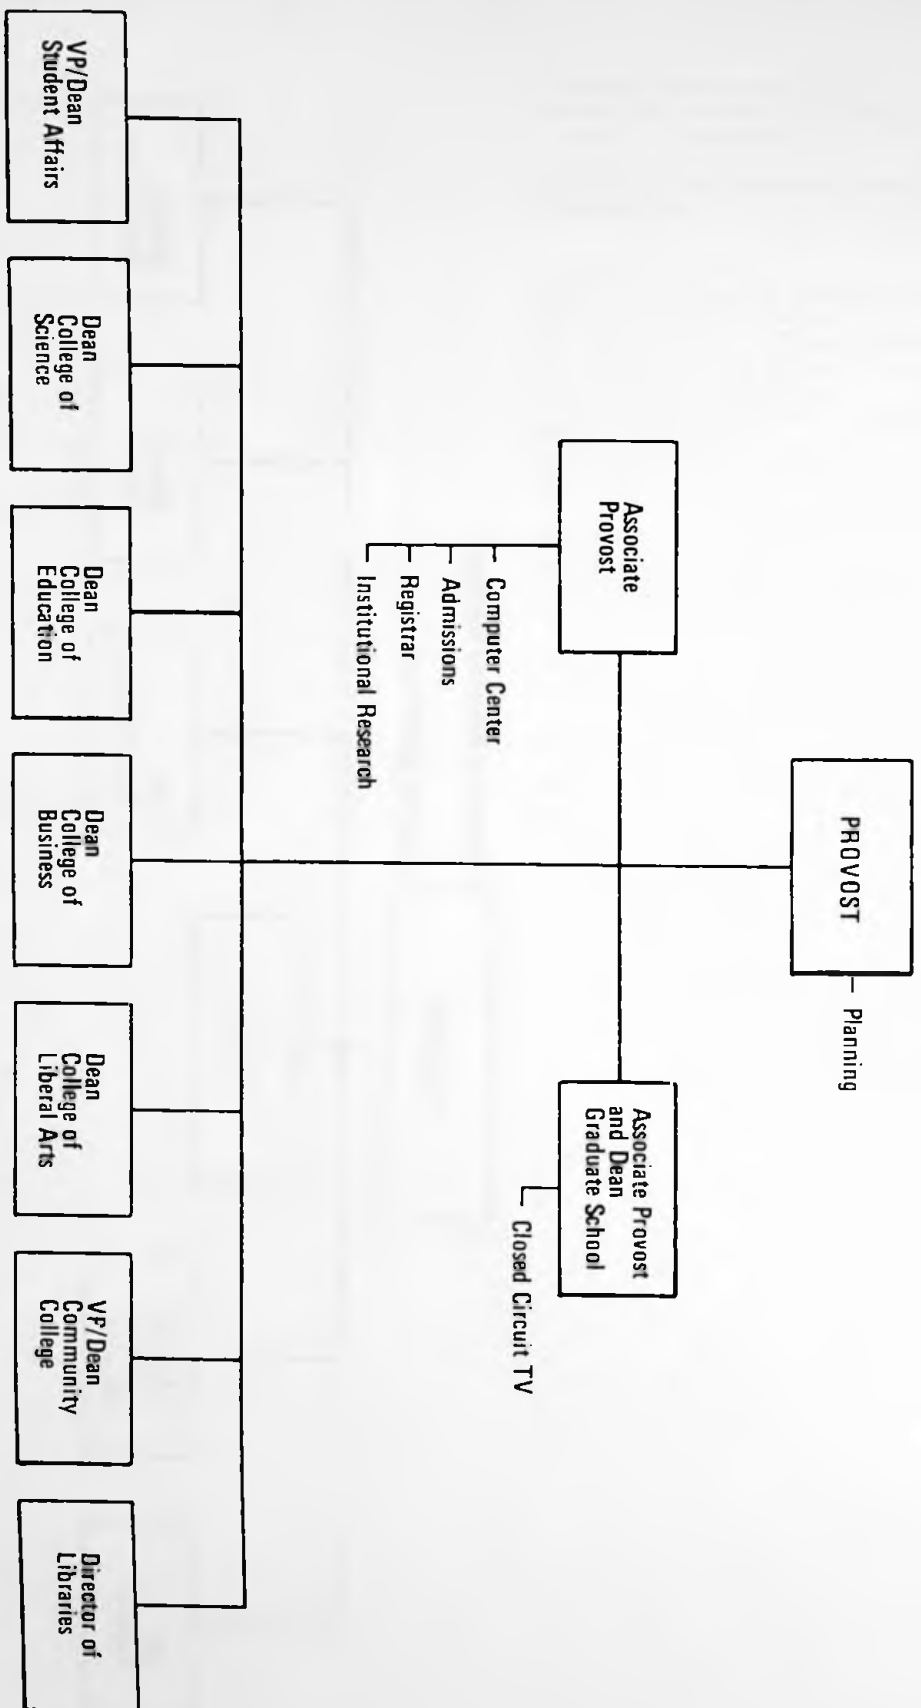 PROVOST
Planning
Associate
Provost
Computer Center
Admissions
Registrar
Institutional Research
Associate Provost
and Dean
Graduate School
Closed Circuit TV
VP/Dean
Student Affairs
Dean
College of
Science
Dean
College of
Education
Dean
College of
Business
Dean
College of
Liberal Arts
VP/Dean
Community
College
Director of
Libraries